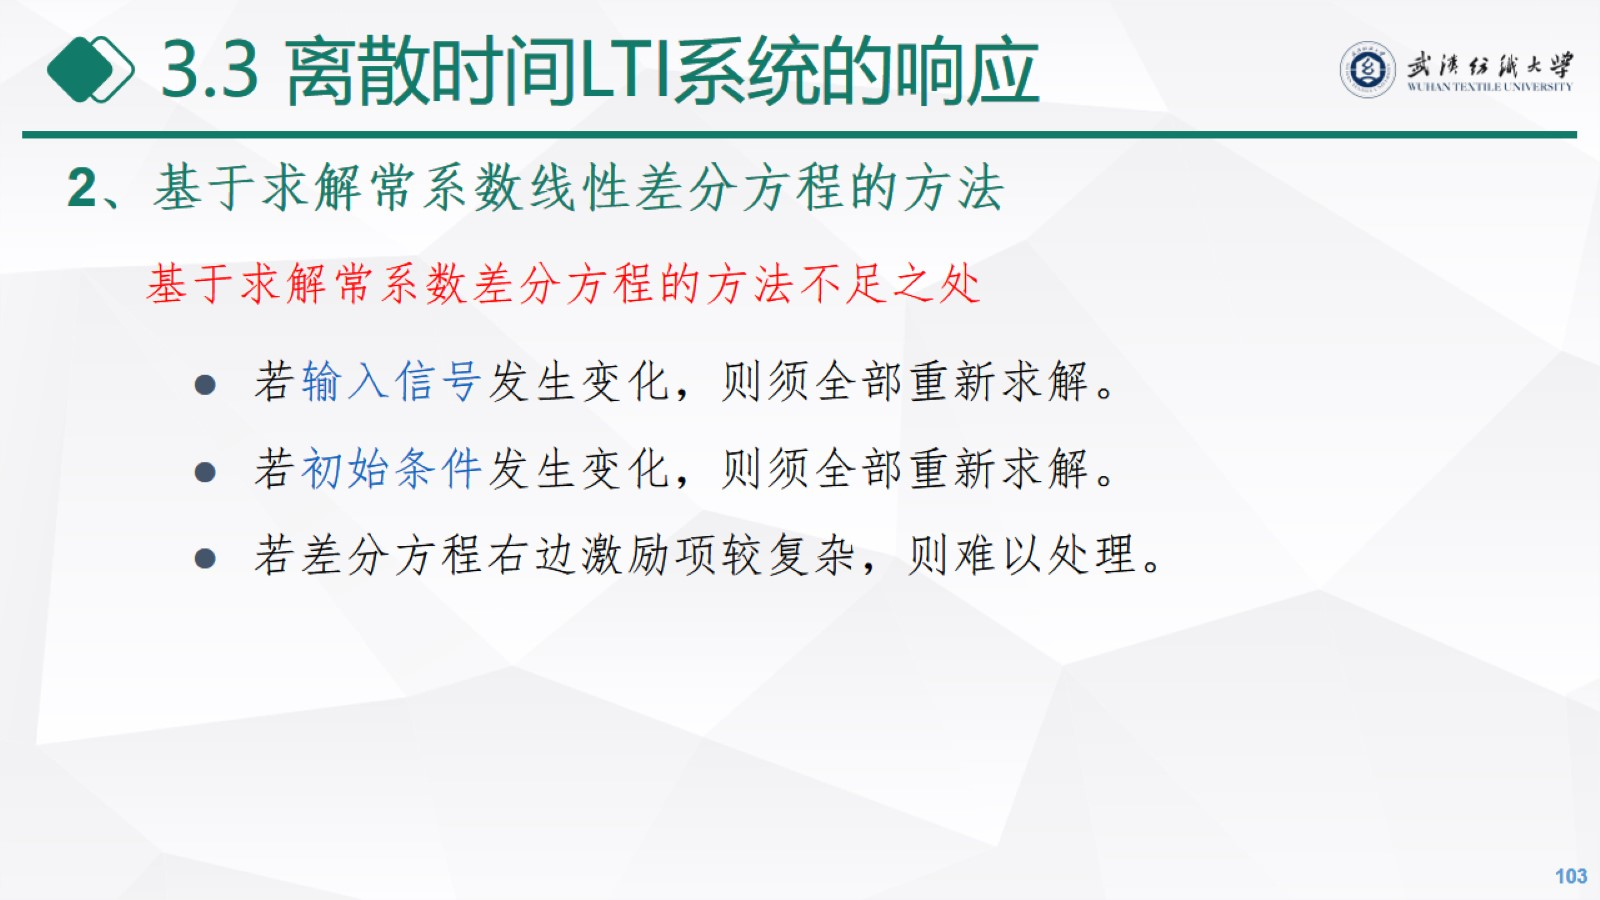 3.3 离散时间LTI系统的响应
武汉纺织大学
WUHAN TEXTILE UNIVERSITY
2、基于求解常系数线性差分方程的方法
基于求解常系数差分方程的方法不足之处
● 若输入信号发生变化，则须全部重新求解。
● 若初始条件发生变化，则须全部重新求解。
● 若差分方程右边激励项较复杂，则难以处理。
103